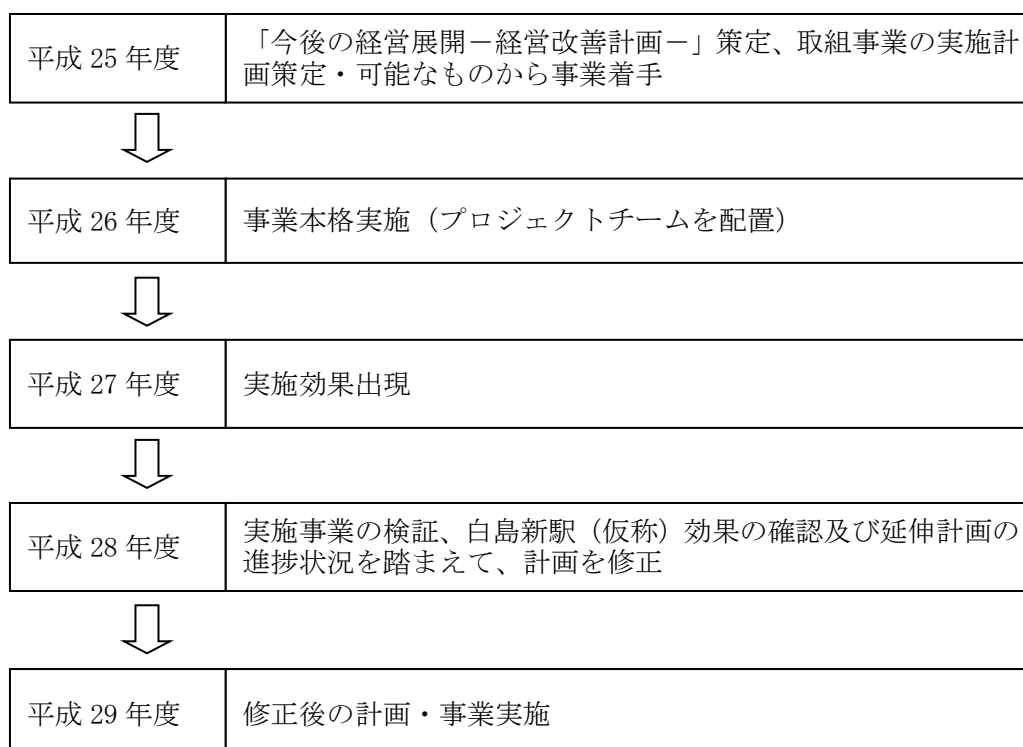 平成 25 年度
「今後の経営展開－経営改善計画－」策定、取組事業の実施計
画策定・可能なものから事業着手
平成 26 年度
事業本格実施（プロジェクトチームを配置）
平成 27 年度
実施効果出現
平成 28 年度
実施事業の検証、白島新駅（仮称）効果の確認及び延伸計画の
進捗状況を踏まえて、計画を修正
平成 29 年度
修正後の計画・事業実施